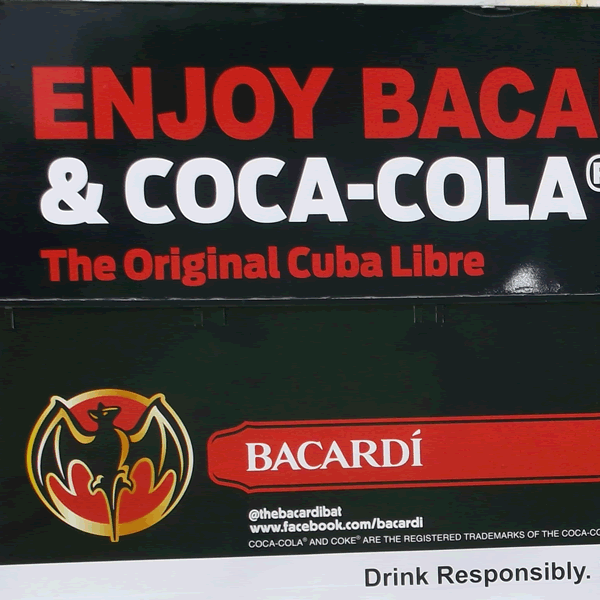 ENJOY BACA
& COCA-COLA®
The Original Cuba Libre
BACARDÍ
@thebacardibat
www.facebook.com/bacardi
COCA-COLA® AND COKE® ARE THE REGISTERED TRADEMARKS OF THE COCA-CO
Drink Responsibly.